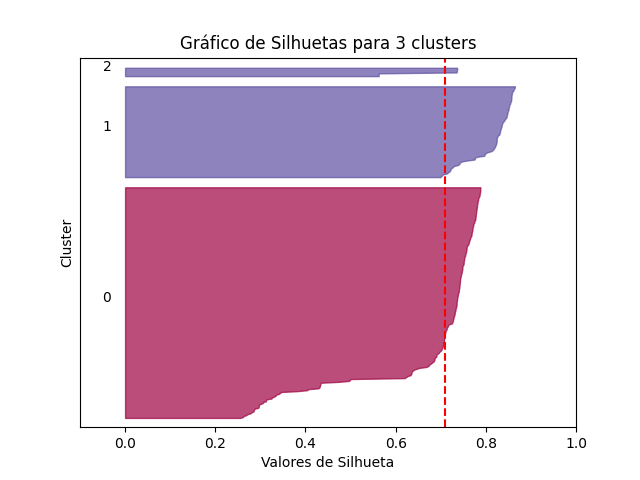 Gráfico de Silhuetas para 3 clusters
2
1
0
Cluster
0.0 0.2 0.4 0.6 0.8 1.0
Valores de Silhueta